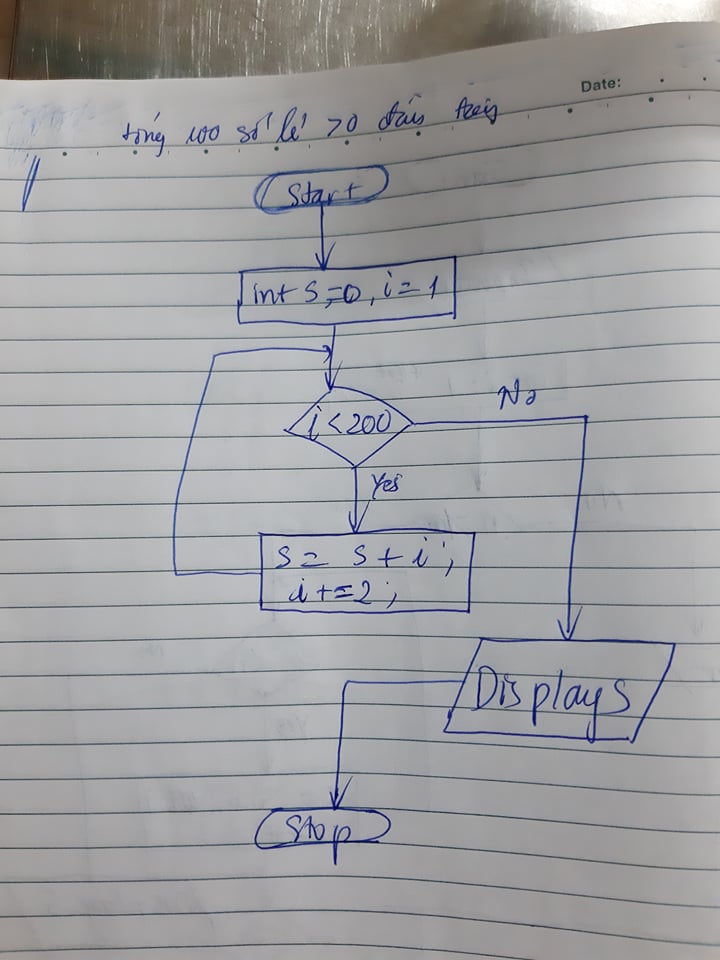 Date:
tổng 100 số lẻ >0 đầu tiên
Start
int S=0, i=1
i<200
No
Yes
S = S + i;
i+=2;
Display S
Stop